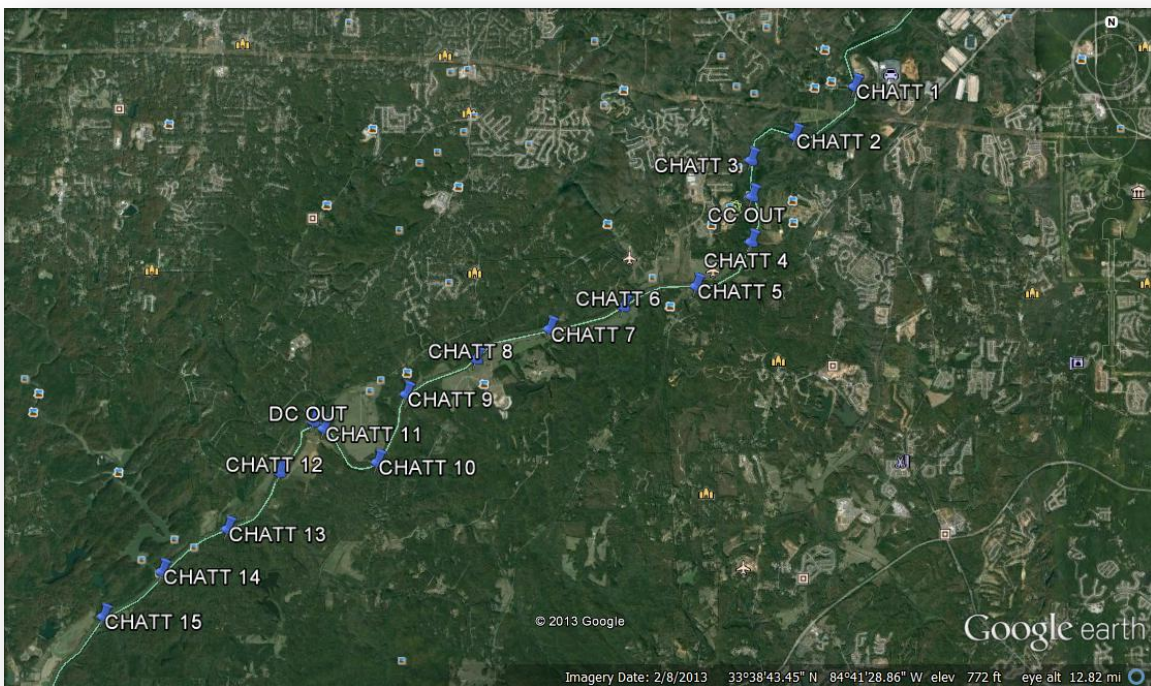 N
CHATT 1
CHATT 2
CHATT 3
CC OUT
CHATT 4
CHATT 5
CHATT 6
CHATT 7
CHATT 8
CHATT 9
DC OUT
CHATT 11
CHATT 10
CHATT 12
CHATT 13
CHATT 14
CHATT 15
© 2013 Google
Google earth
Imagery Date: 2/8/2013 33°38'43.45" N 84°41'28.86" W elev 772 ft eye alt 12.82 mi